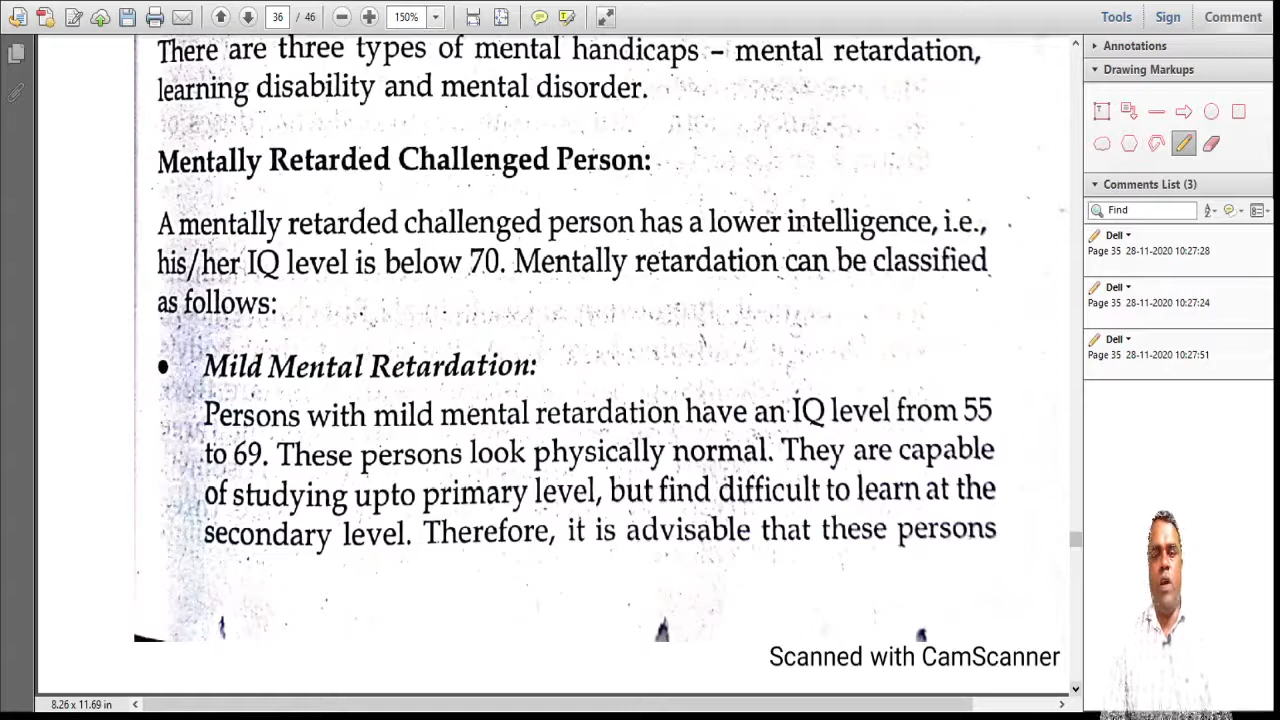 36 / 46
150%
Tools
Sign
Comment
There are three types of mental handicaps – mental retardation,
learning disability and mental disorder.
Mentally Retarded Challenged Person:
A mentally retarded challenged person has a lower intelligence, i.e.,
his/her IQ level is below 70. Mentally retardation can be classified
as follows:
• Mild Mental Retardation:
Persons with mild mental retardation have an IQ level from 55
to 69. These persons look physically normal. They are capable
of studying upto primary level, but find difficult to learn at the
secondary level. Therefore, it is advisable that these persons
Scanned with CamScanner
8.26 x 11.69 in
Annotations
Drawing Markups
Comments List (3)
Find
Dell
Page 35 28-11-2020 10:27:28
Dell
Page 35 28-11-2020 10:27:24
Dell
Page 35 28-11-2020 10:27:51